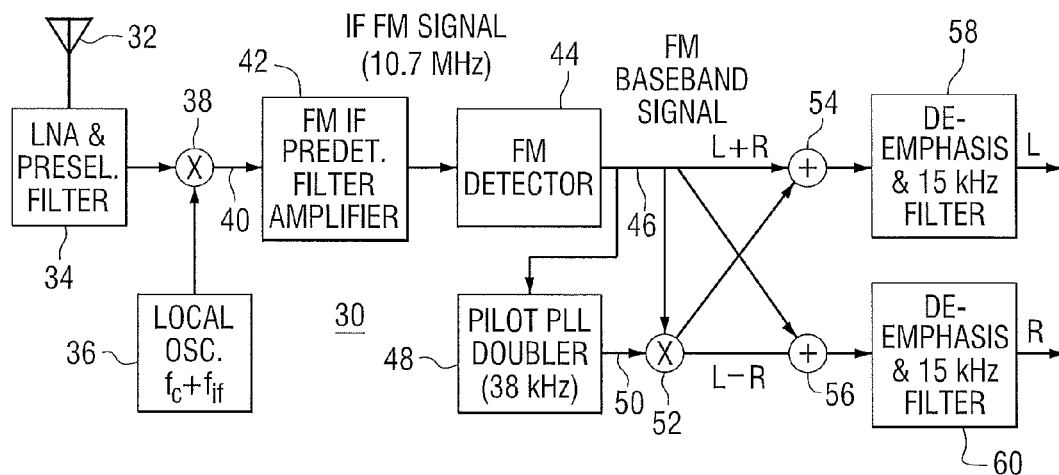 32
IF FM SIGNAL
(10.7 MHz)
42
44
FM
BASEBAND
SIGNAL
58
LNA &
PRESEL.
FILTER
34
38
X
40
FM IF
PREDET.
FILTER
AMPLIFIER
FM
DETECTOR
L+R
46
54
+
DE-
EMPHASIS
& 15 kHz
FILTER
L
36
LOCAL
OSC.
fc+fif
30
48
PILOT PLL
DOUBLER
(38 kHz)
50
X
52
L−R
+
56
DE-
EMPHASIS
& 15 kHz
FILTER
R
60